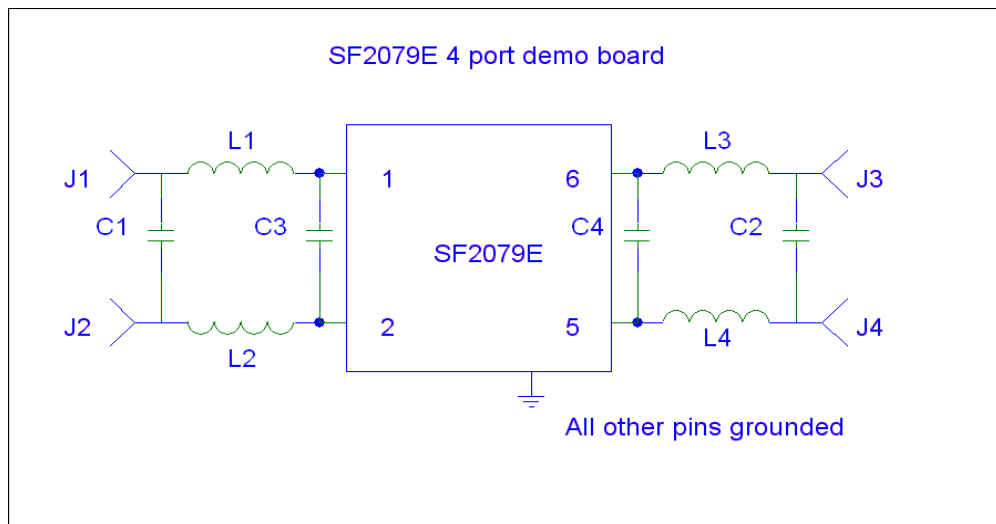 SF2079E 4 port demo board
L1
L3
J1
1
6
J3
C1
C3
C4
C2
SF2079E
J2
2
5
J4
L2
L4
All other pins grounded